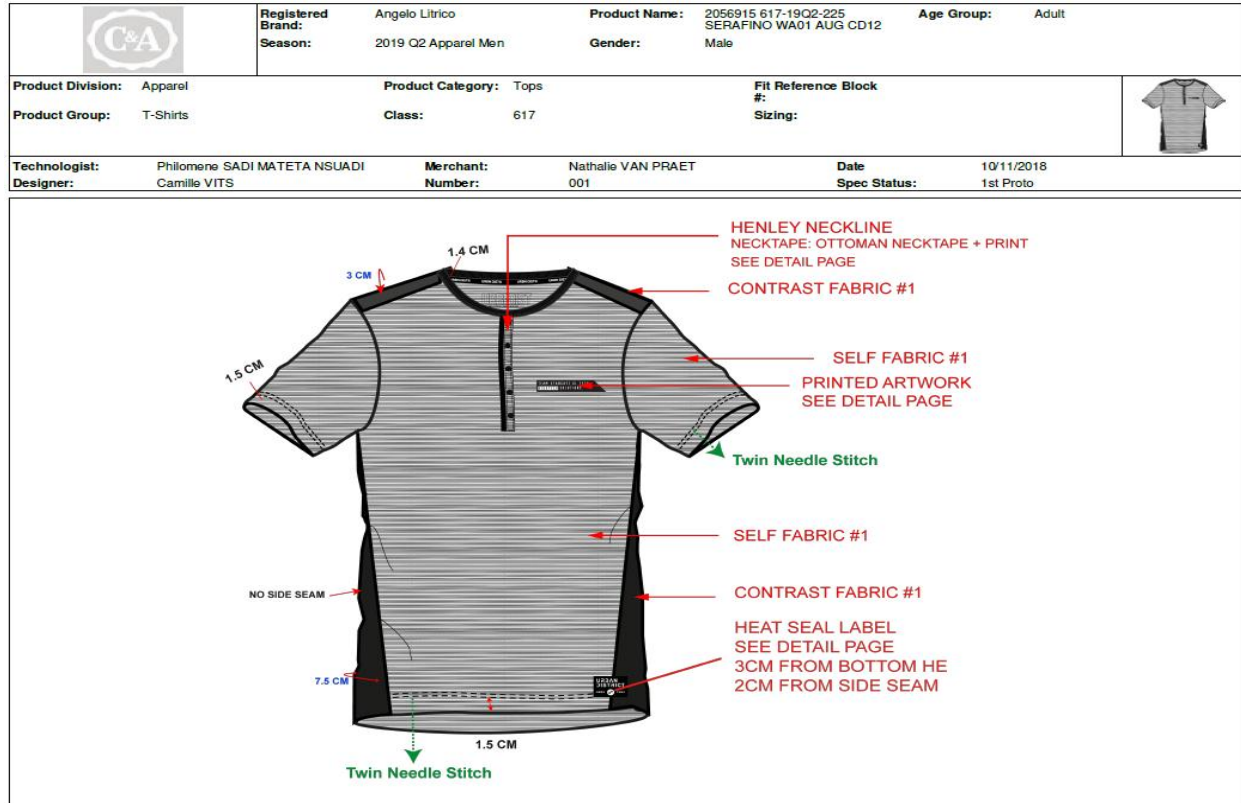 C&A
Registered Brand: Angelo Litrico Product Name: 2056915 617-19Q2-225 SERAFINO WA01 AUG CD12 Age Group: Adult
Season: 2019 Q2 Apparel Men Gender: Male
Product Division: Apparel Product Category: Tops Fit Reference Block #:
Product Group: T-Shirts Class: 617 Sizing:
Technologist: Philomene SADI MATETA NSUADI Merchant: Nathalie VAN PRAET Date 10/11/2018
Designer: Camille VITS Number: 001 Spec Status: 1st Proto
HENLEY NECKLINE
NECKTAPE: OTTOMAN NECKTAPE + PRINT
SEE DETAIL PAGE
1.4 CM
3 CM
CONTRAST FABRIC #1
SELF FABRIC #1
1.5 CM
PRINTED ARTWORK
SEE DETAIL PAGE
Twin Needle Stitch
SELF FABRIC #1
NO SIDE SEAM
CONTRAST FABRIC #1
HEAT SEAL LABEL
SEE DETAIL PAGE
3CM FROM BOTTOM HE
2CM FROM SIDE SEAM
7.5 CM
URBAN
1.5 CM
Twin Needle Stitch